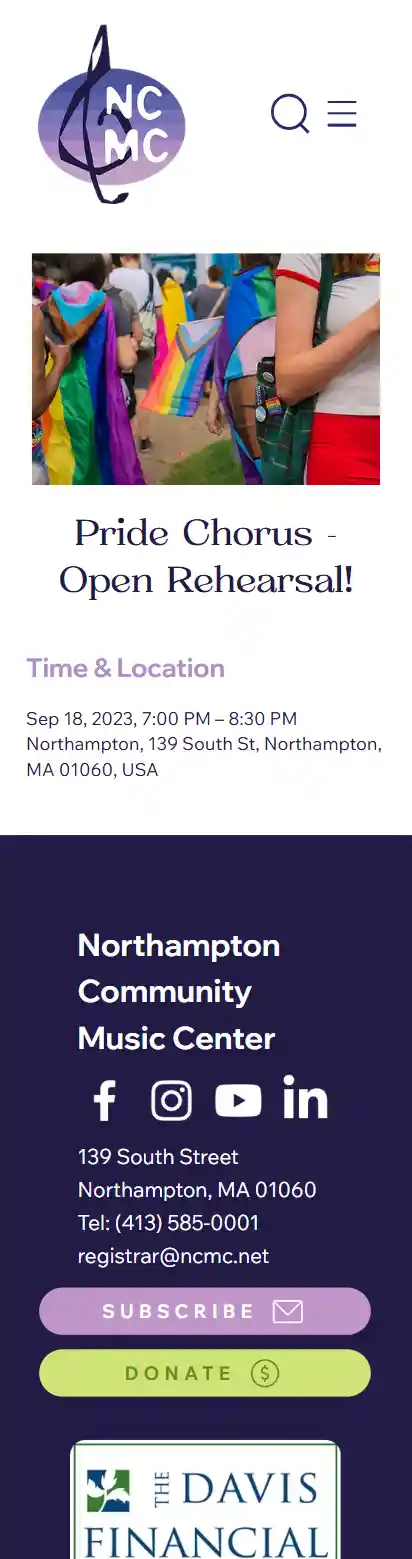 NC
MC
Pride Chorus -
Open Rehearsal!
Time & Location
Sep 18, 2023, 7:00 PM – 8:30 PM
Northampton, 139 South St, Northampton,
MA 01060, USA
Northampton
Community
Music Center
139 South Street
Northampton, MA 01060
Tel: (413) 585-0001
registrar@ncmc.net
SUBSCRIBE
DONATE
THE DAVIS
FINANCIAL